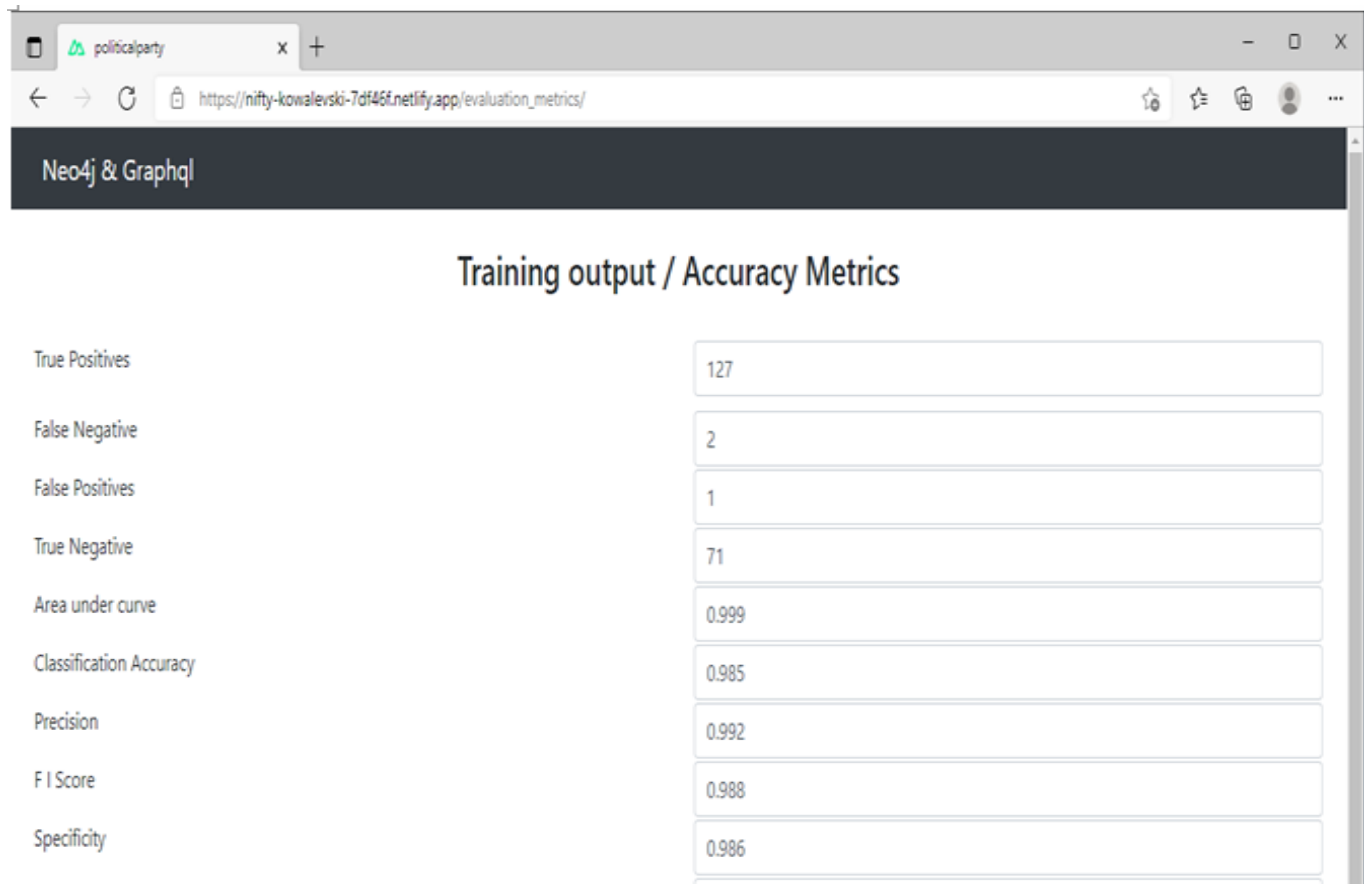 politicalparty
https://nifty-kowalevski-7df46f.netlify.app/evaluation_metrics/
Neo4j & Graphql
Training output / Accuracy Metrics
True Positives 127
False Negative 2
False Positives 1
True Negative 71
Area under curve 0.999
Classification Accuracy 0.985
Precision 0.992
F I Score 0.988
Specificity 0.986